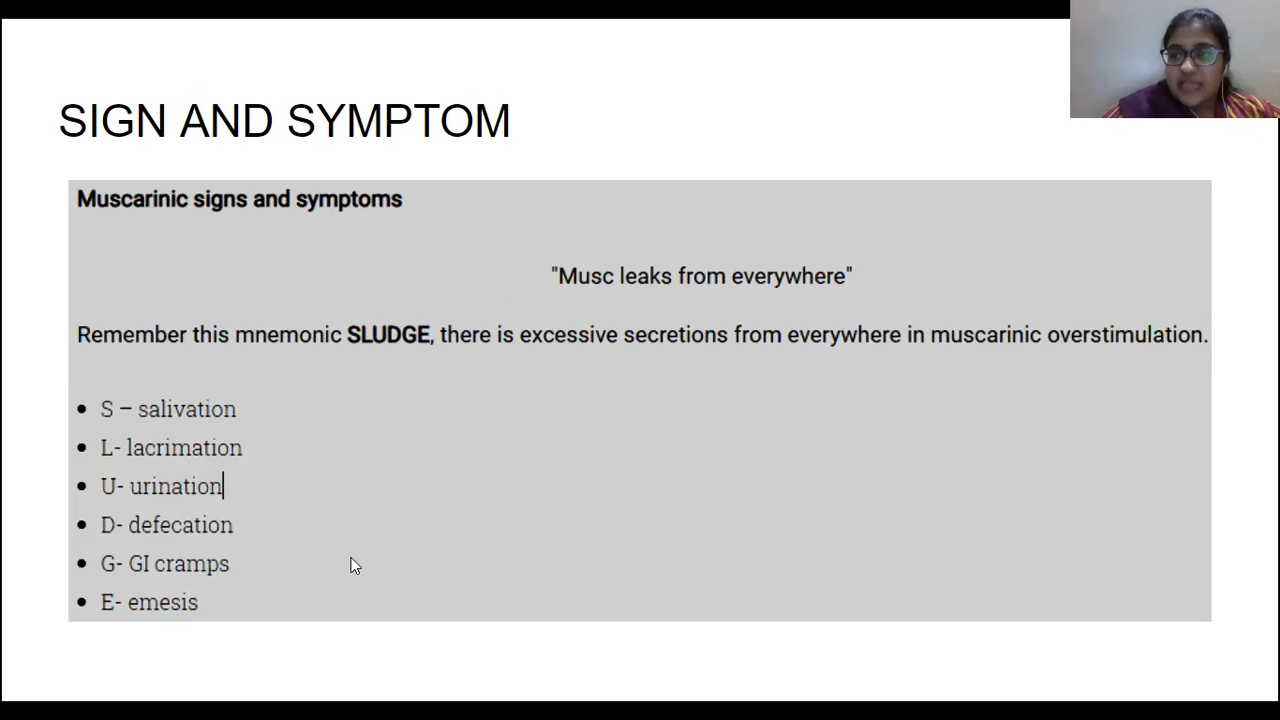 SIGN AND SYMPTOM
Muscarinic signs and symptoms
"Musc leaks from everywhere"
Remember this mnemonic SLUDGE, there is excessive secretions from everywhere in muscarinic overstimulation.
S – salivation
L- lacrimation
U- urination
D- defecation
G- GI cramps
E- emesis